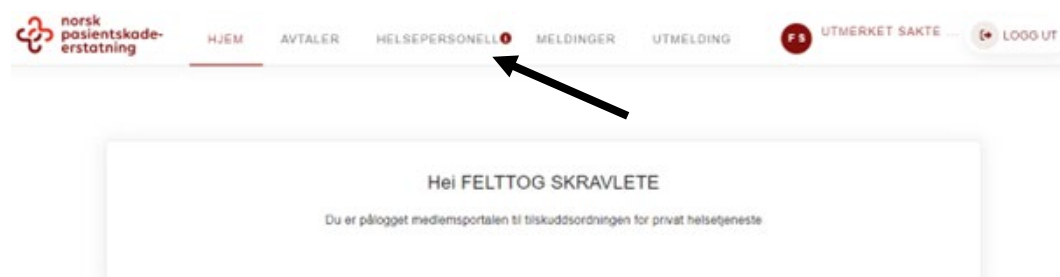 norsk
pasientskade-
erstatning
HJEM AVTALER HELSEPERSONELL MELDINGER UTMELDING FS UTMERKET SAKTE ... LOGG UT
Hei FELTTOG SKRAVLETE
Du er pålogget medlemsportalen til tilskuddsordningen for privat helsetjeneste